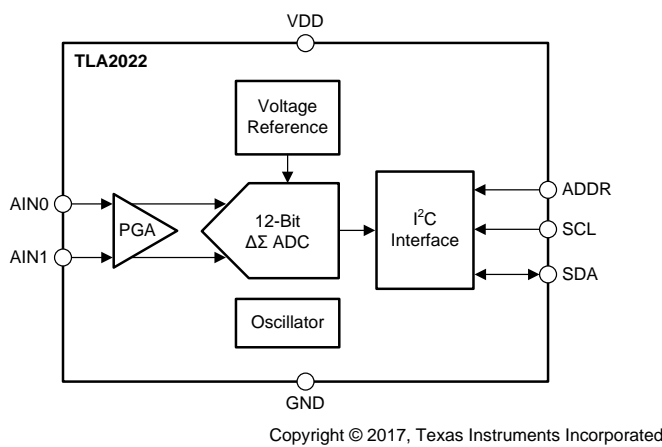 VDD
TLA2022
Voltage
Reference
AIN0
AIN1
PGA
12-Bit
ΔΣ ADC
I²C
Interface
ADDR
SCL
SDA
Oscillator
GND
Copyright © 2017, Texas Instruments Incorporated